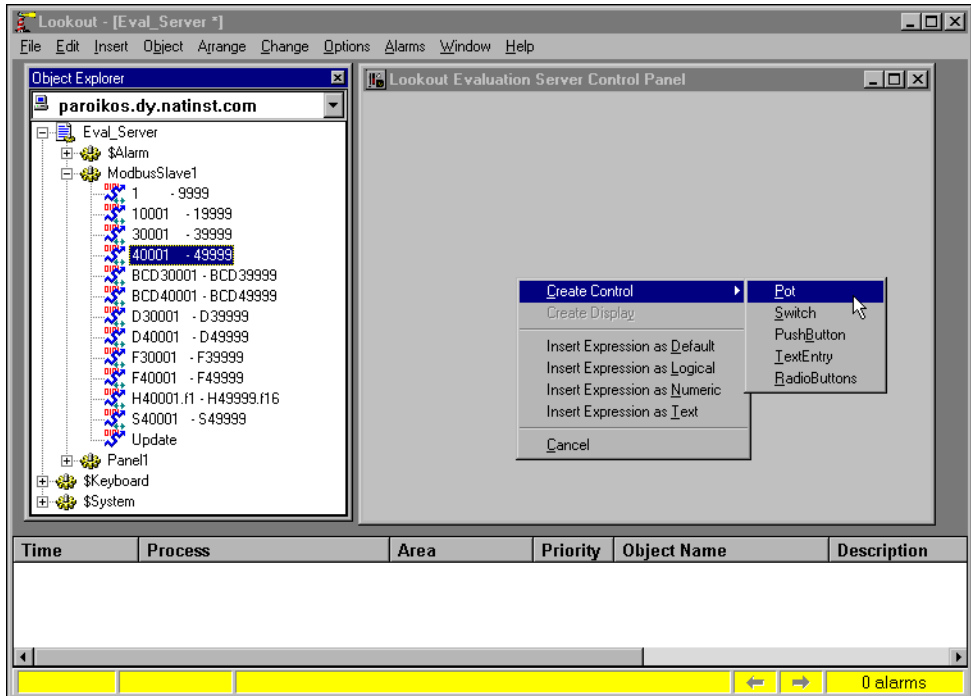 Lookout - [Eval_Server *]
File Edit Insert Object Arrange Change Options Alarms Window Help
Object Explorer
paroikos.dy.natinst.com
Eval_Server
$Alarm
ModbusSlave1
1 - 9999
10001 - 19999
30001 - 39999
40001 - 49999
BCD30001 - BCD39999
BCD40001 - BCD49999
D30001 - D39999
D40001 - D49999
F30001 - F39999
F40001 - F49999
H40001.f1 - H49999.f16
S40001 - S49999
Update
Panel1
$Keyboard
$System
Lookout Evaluation Server Control Panel
Create Control
Create Display
Insert Expression as Default
Insert Expression as Logical
Insert Expression as Numeric
Insert Expression as Text
Cancel
Pot
Switch
PushButton
TextEntry
RadioButtons
Time Process Area Priority Object Name Description
0 alarms